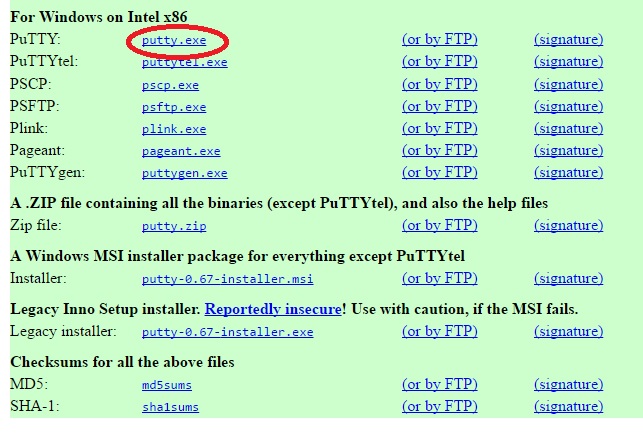 For Windows on Intel x86
PuTTY: putty.exe (or by FTP) (signature)
PuTTYtel: puttytel.exe (or by FTP) (signature)
PSCP: pscp.exe (or by FTP) (signature)
PSFTP: psftp.exe (or by FTP) (signature)
Plink: plink.exe (or by FTP) (signature)
Pageant: pageant.exe (or by FTP) (signature)
PuTTYgen: puttygen.exe (or by FTP) (signature)
A .ZIP file containing all the binaries (except PuTTYtel), and also the help files
Zip file: putty.zip (or by FTP) (signature)
A Windows MSI installer package for everything except PuTTYtel
Installer: putty-0.67-installer.msi (or by FTP) (signature)
Legacy Inno Setup installer. Reportedly insecure! Use with caution, if the MSI fails.
Legacy installer: putty-0.67-installer.exe (or by FTP) (signature)
Checksums for all the above files
MD5: md5sums (or by FTP) (signature)
SHA-1: sha1sums (or by FTP) (signature)